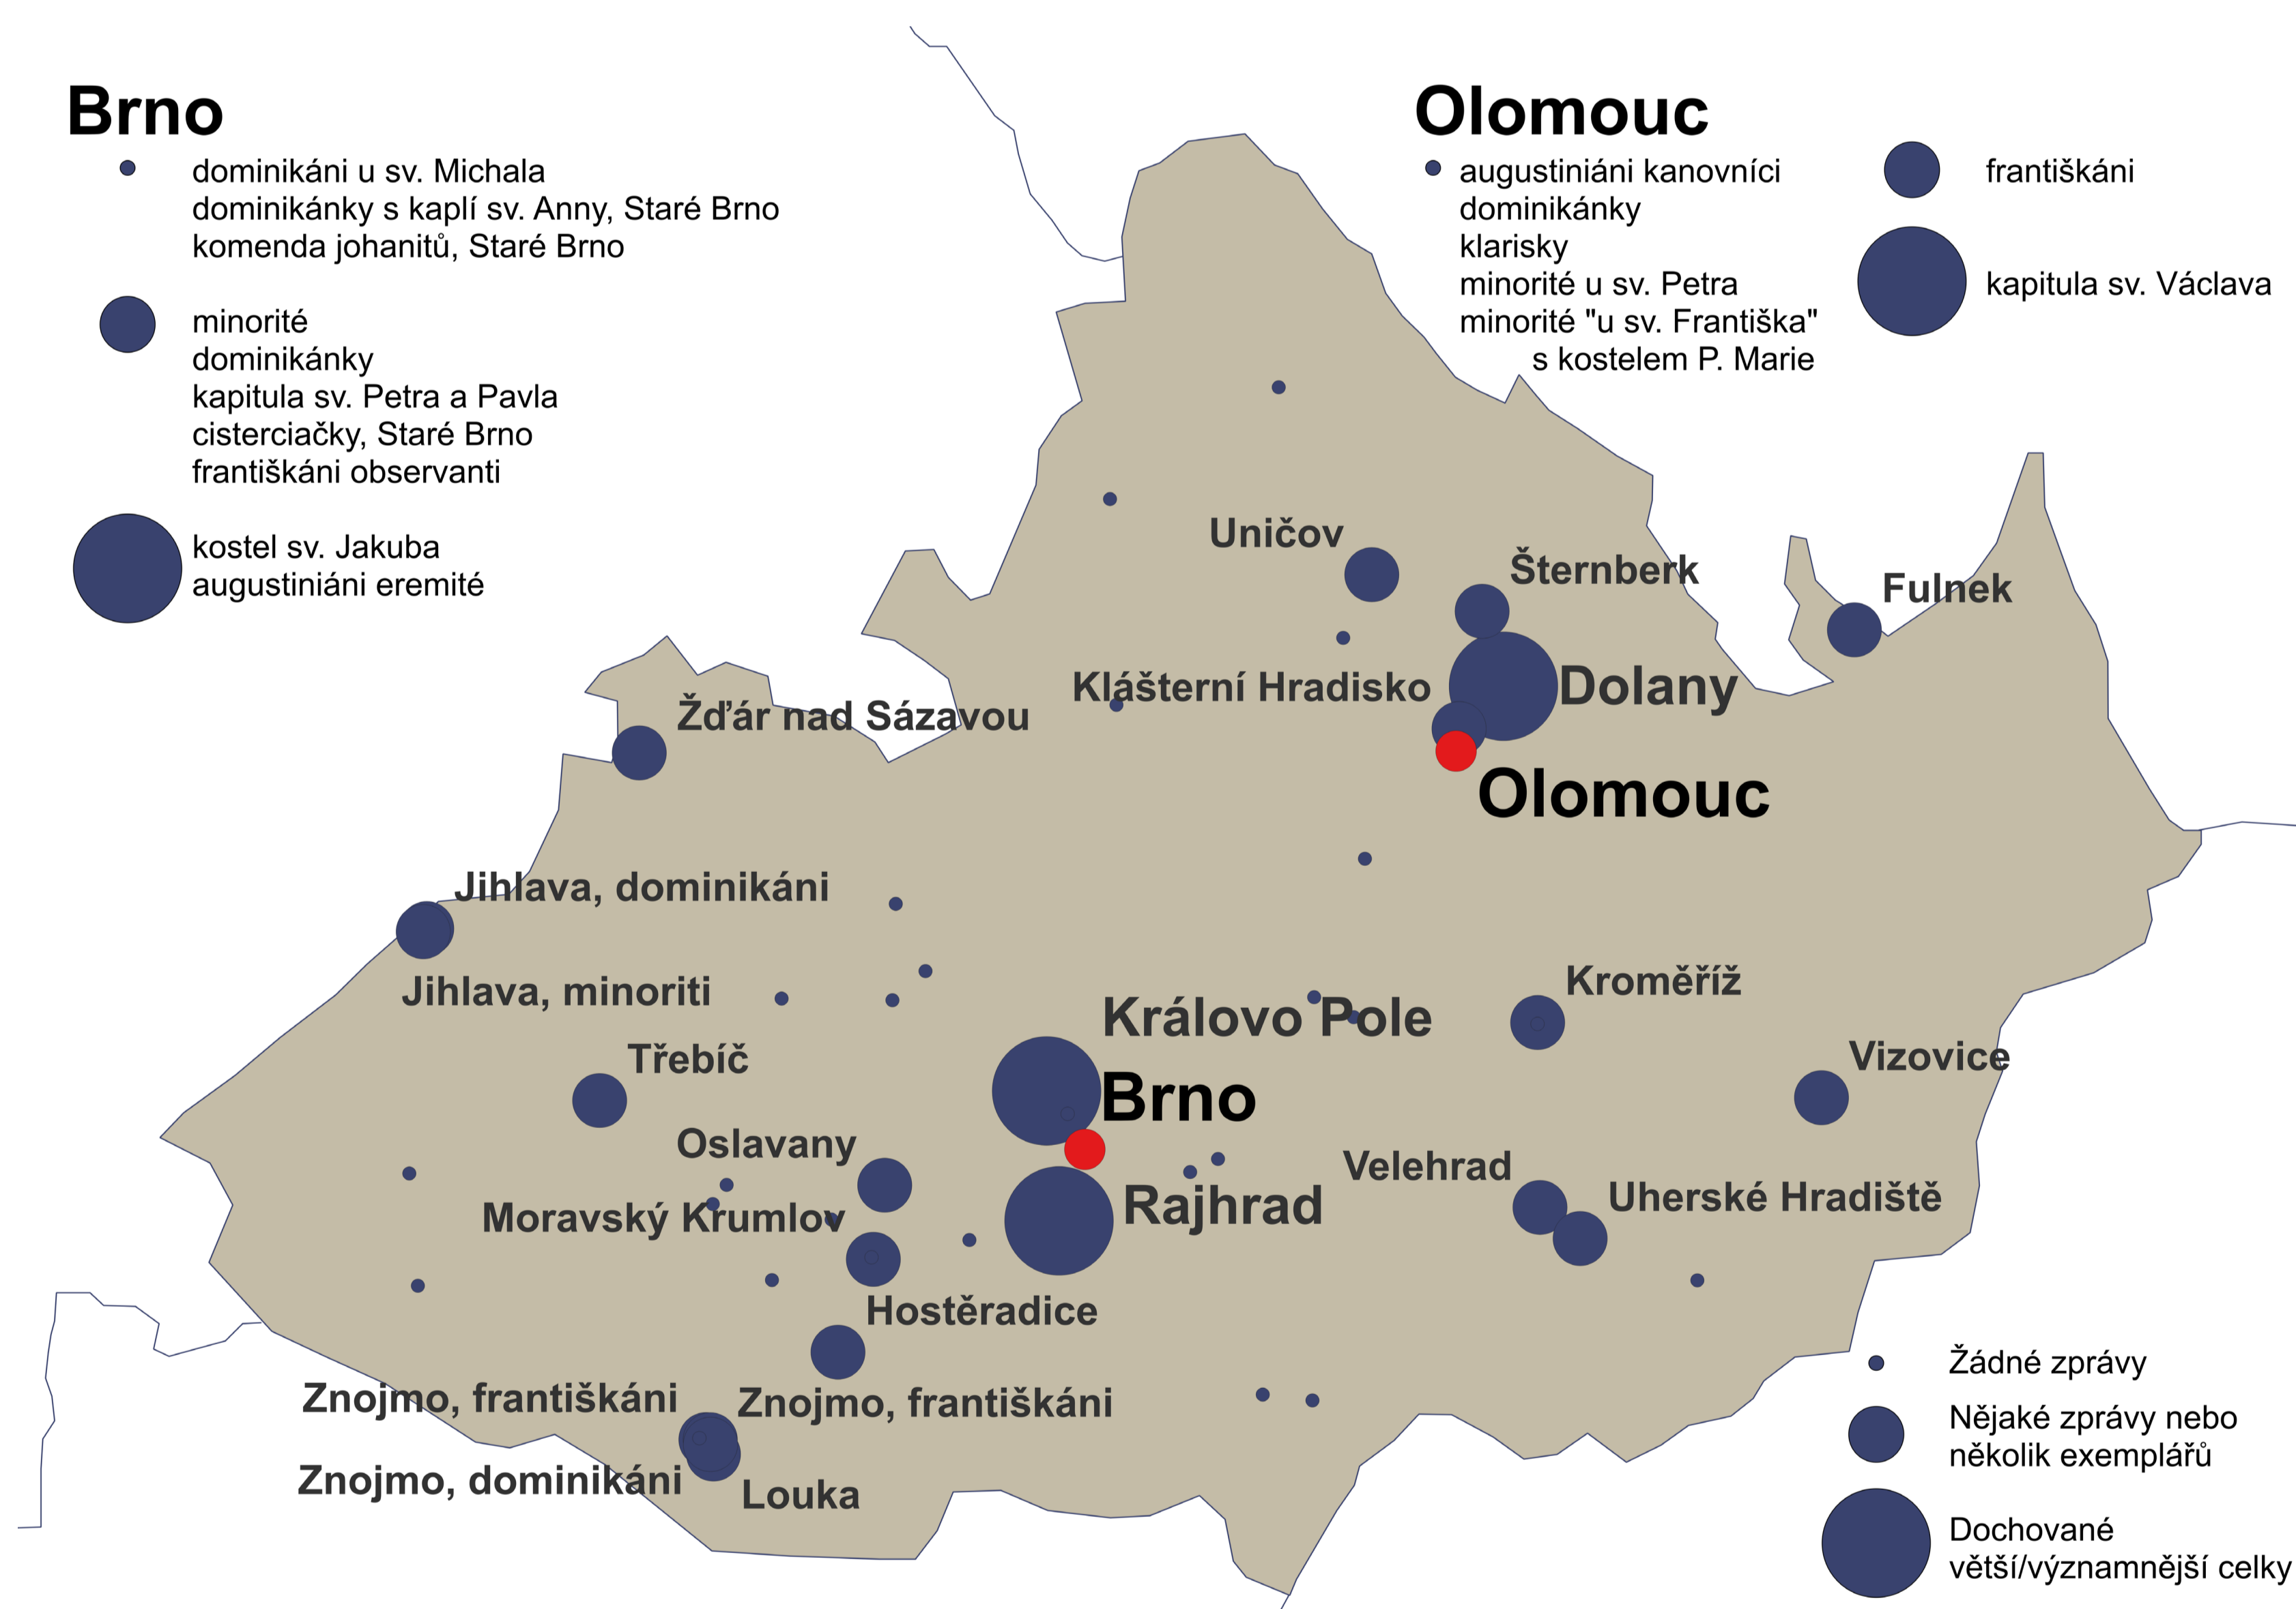 Brno
dominikáni u sv. Michala
dominikánky s kaplí sv. Anny, Staré Brno
komenda johanitů, Staré Brno
minorité
dominikánky
kapitula sv. Petra a Pavla
cisterciačky, Staré Brno
františkáni observanti
kostel sv. Jakuba
augustiniáni eremité
Olomouc
augustiniáni kanovníci
dominikánky
klarisky
minorité u sv. Petra
minorité "u sv. Františka"
s kostelem P. Marie
františkáni
kapitula sv. Václava
Uničov
Šternberk
Fulnek
Klášterní Hradisko
Dolany
Žďár nad Sázavou
Olomouc
Jihlava, dominikáni
Jihlava, minoriti
Kroměříž
Královo Pole
Třebíč
Vizovice
Brno
Oslavany
Velehrad
Uherské Hradiště
Rajhrad
Moravský Krumlov
Hostěradice
Znojmo, františkáni
Znojmo, františkáni
Znojmo, dominikáni
Louka
Žádné zprávy
Nějaké zprávy nebo
několik exemplářů
Dochované
větší/významnější celky